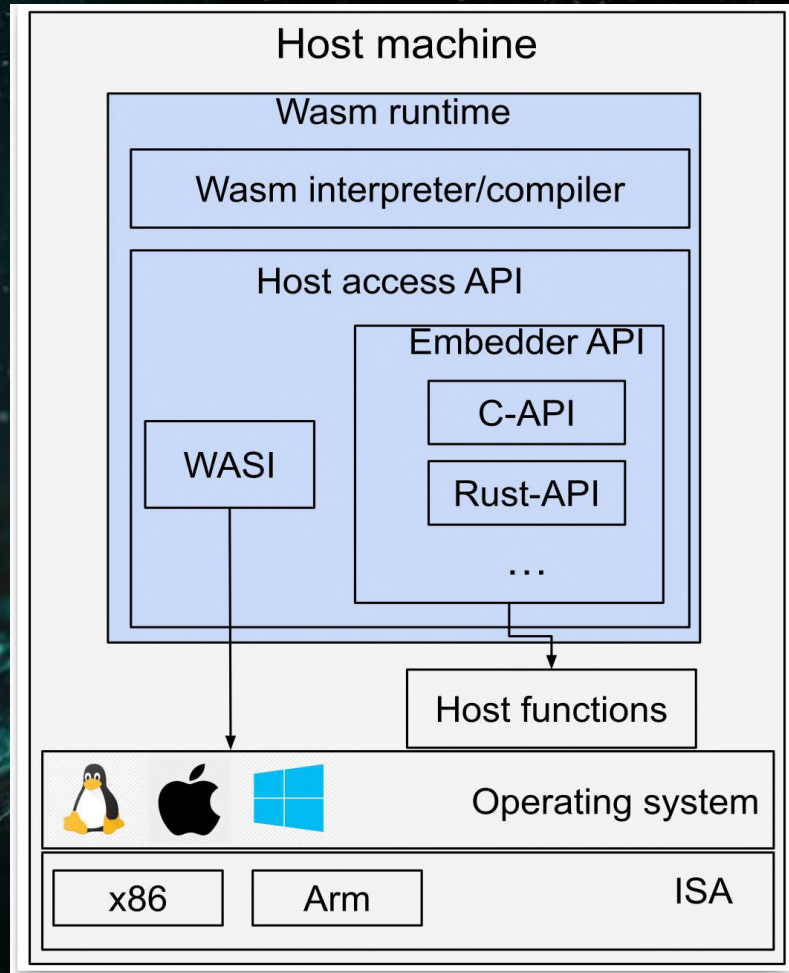 Host machine
Wasm runtime
Wasm interpreter/compiler
Host access API
Embedder API
C-API
WASI
Rust-API
...
Host functions
Operating system
x86
Arm
ISA